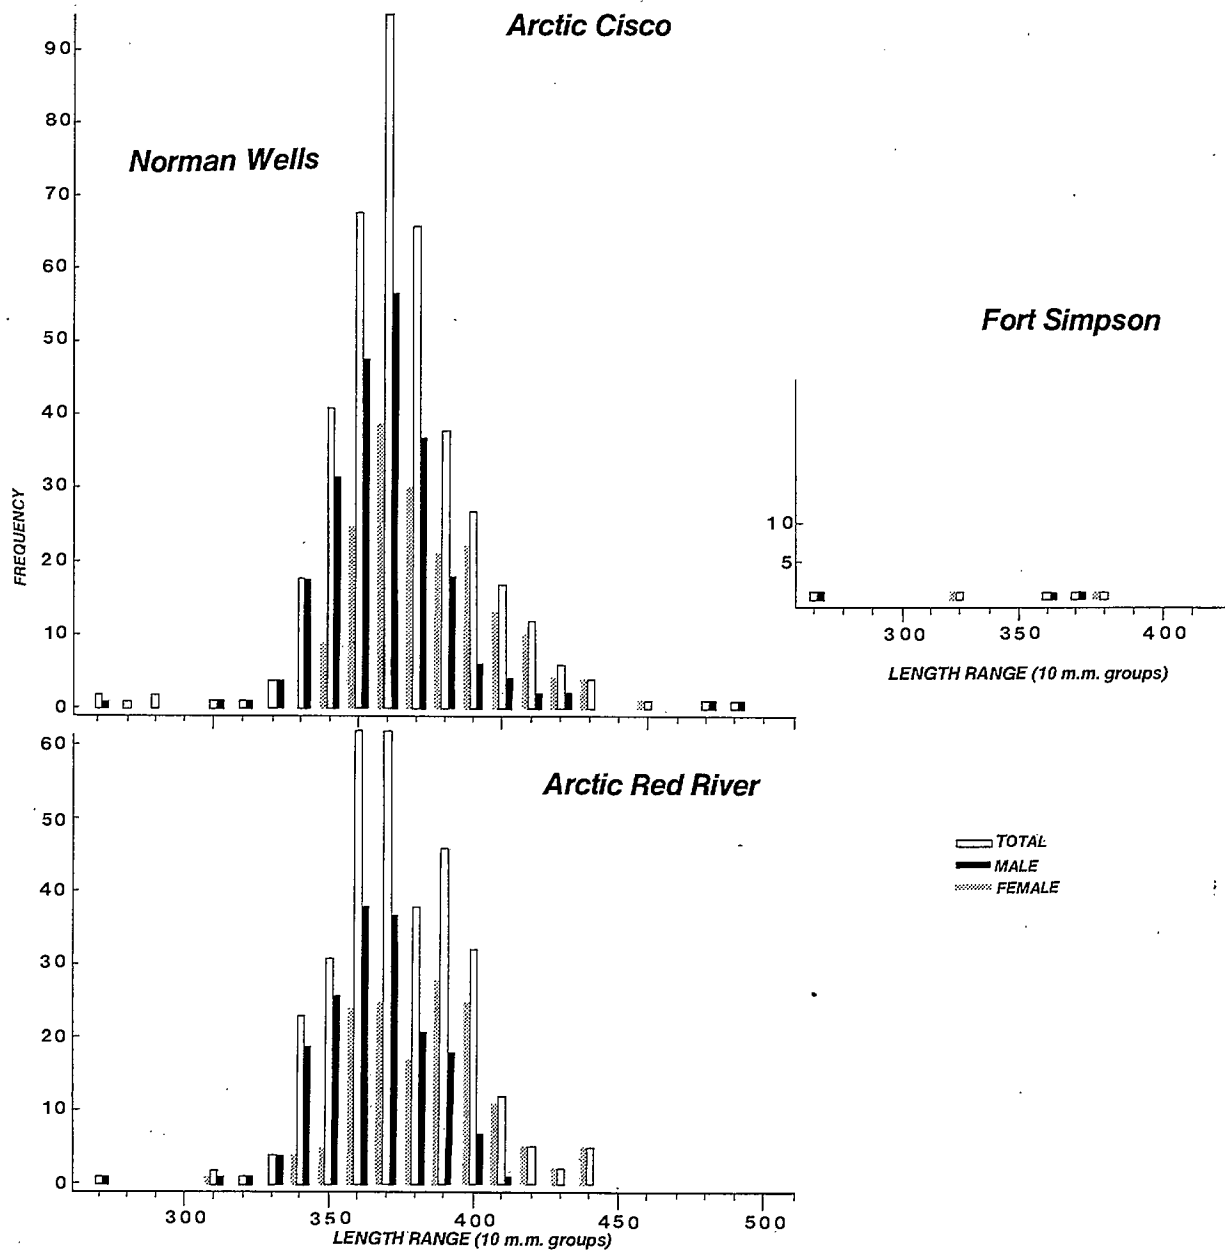 Arctic Cisco
Norman Wells
90
80
70
60
50
40
30
20
10
0
FREQUENCY
Fort Simpson
10
5
300 350 400
LENGTH RANGE (10 m.m. groups)
Arctic Red River
60
50
40
30
20
10
0
300 350 400 450 500
LENGTH RANGE (10 m.m. groups)
TOTAL
MALE
FEMALE